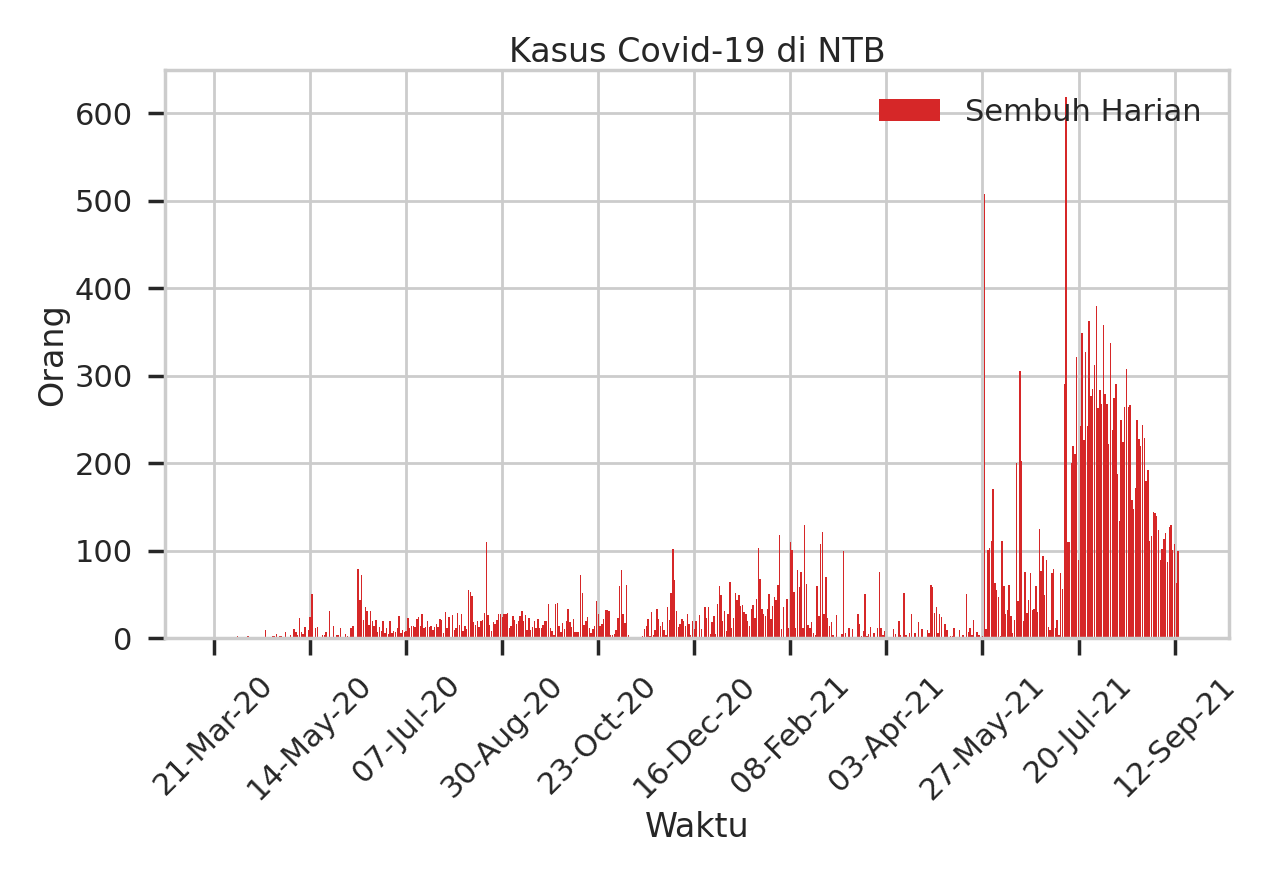 Kasus Covid-19 di NTB
Sembuh Harian
Orang
600
500
400
300
200
100
0
21-Mar-20
14-May-20
07-Jul-20
30-Aug-20
23-Oct-20
16-Dec-20
08-Feb-21
03-Apr-21
27-May-21
20-Jul-21
12-Sep-21
Waktu